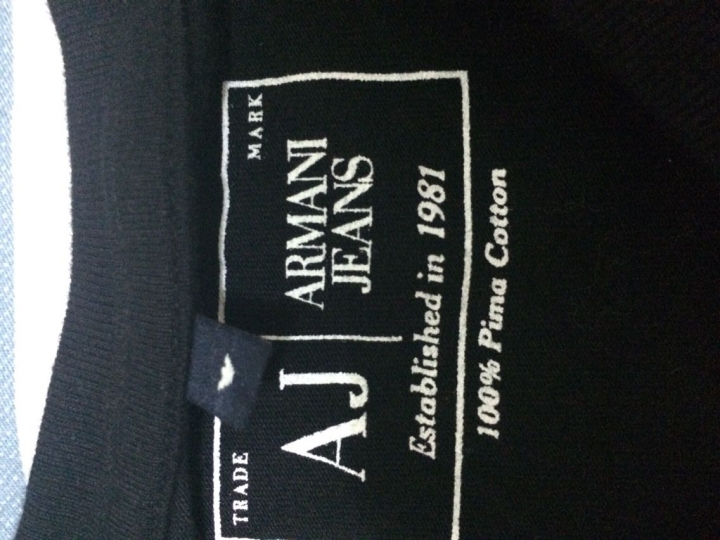 TRADE MARK
AJ ARMANI
JEANS
Established in 1981
100% Pima Cotton